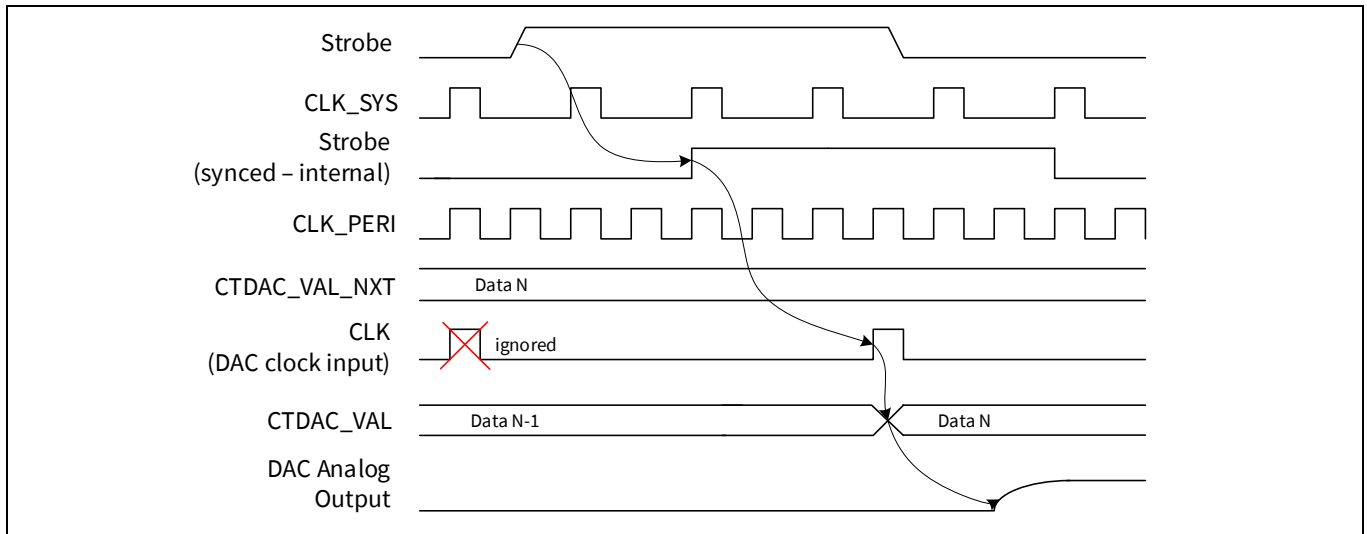 Strobe
CLK_SYS
Strobe
(synced – internal)
CLK_PERI
CTDAC_VAL_NXT
Data N
CLK
(DAC clock input)
ignored
CTDAC_VAL
Data N-1
Data N
DAC Analog
Output